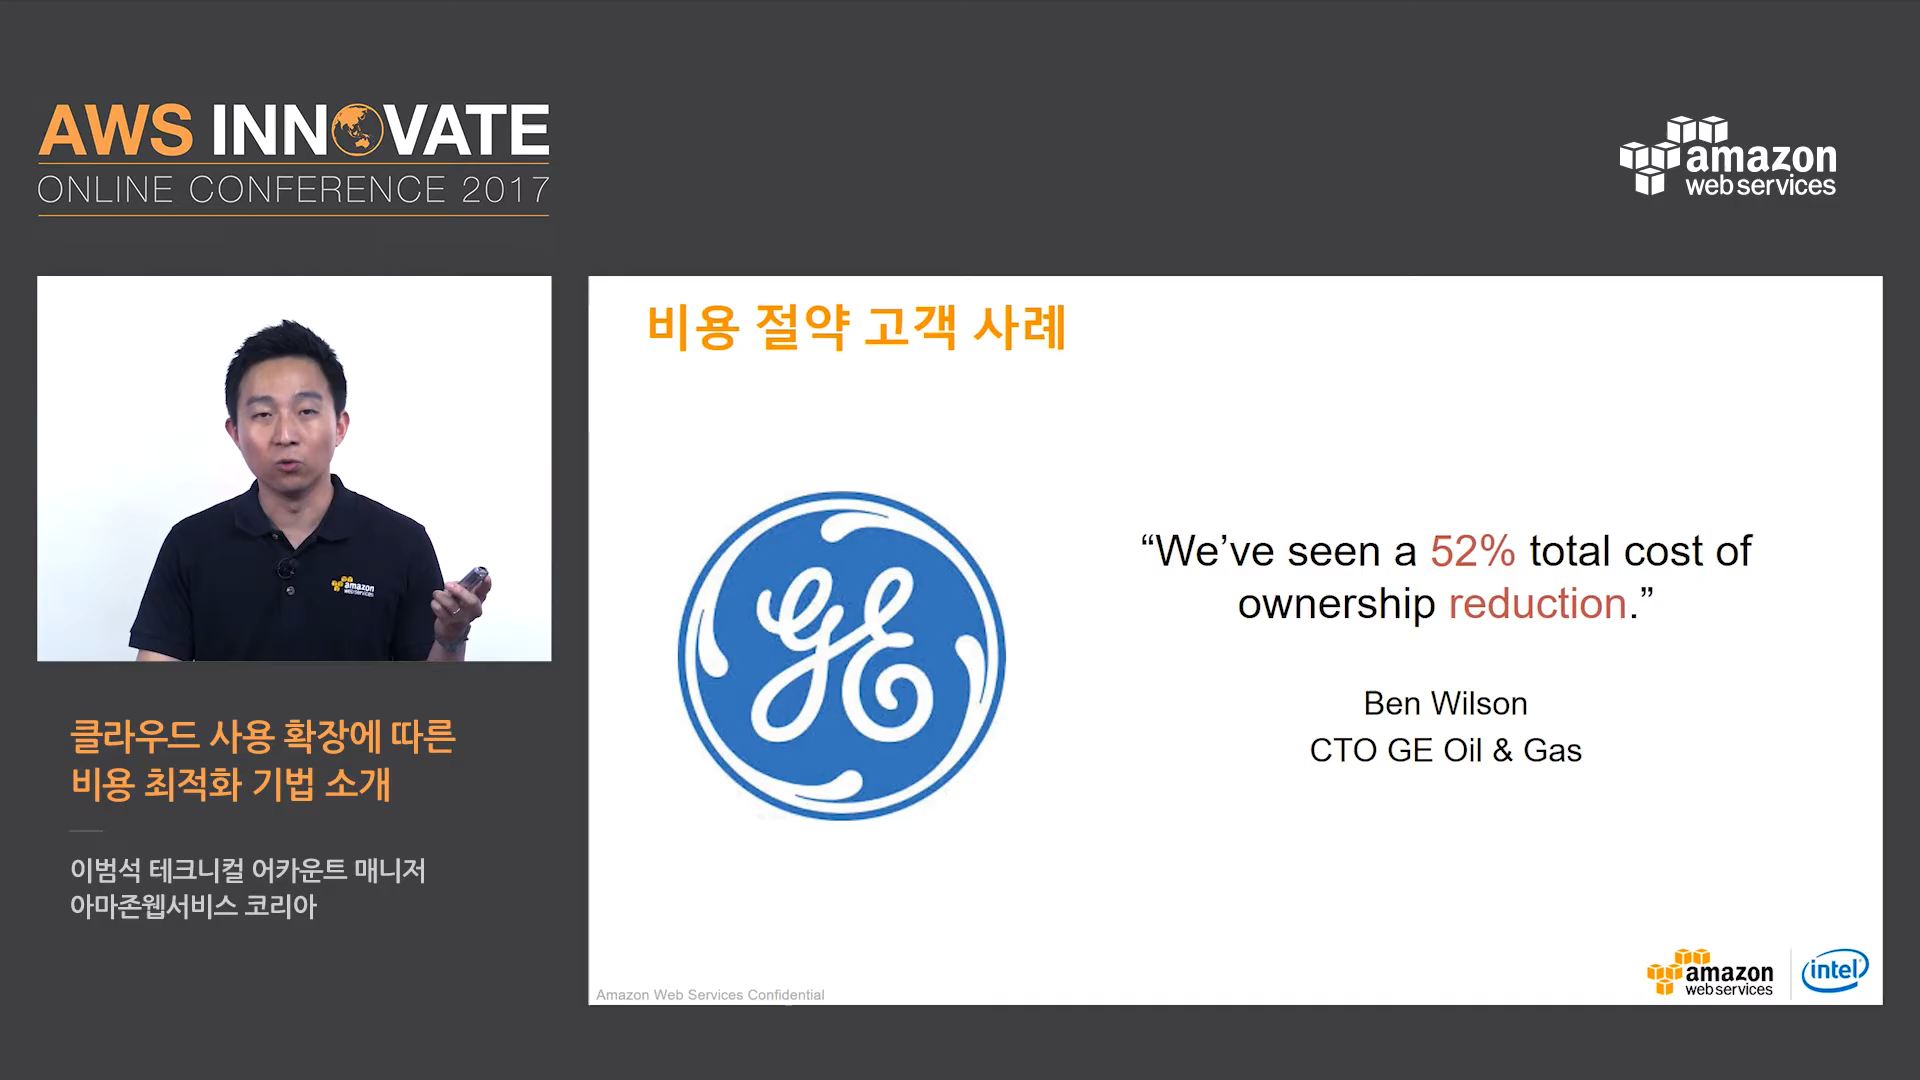 AWS INNOVATE
ONLINE CONFERENCE 2017
amazon
web services
amazon
web services
클라우드 사용 확장에 따른
비용 최적화 기법 소개
이범석 테크니컬 어카운트 매니저
아마존웹서비스 코리아
비용 절약 고객 사례
GE
“We’ve seen a 52% total cost of
ownership reduction.”
Ben Wilson
CTO GE Oil & Gas
Amazon Web Services Confidential
amazon
web services
intel